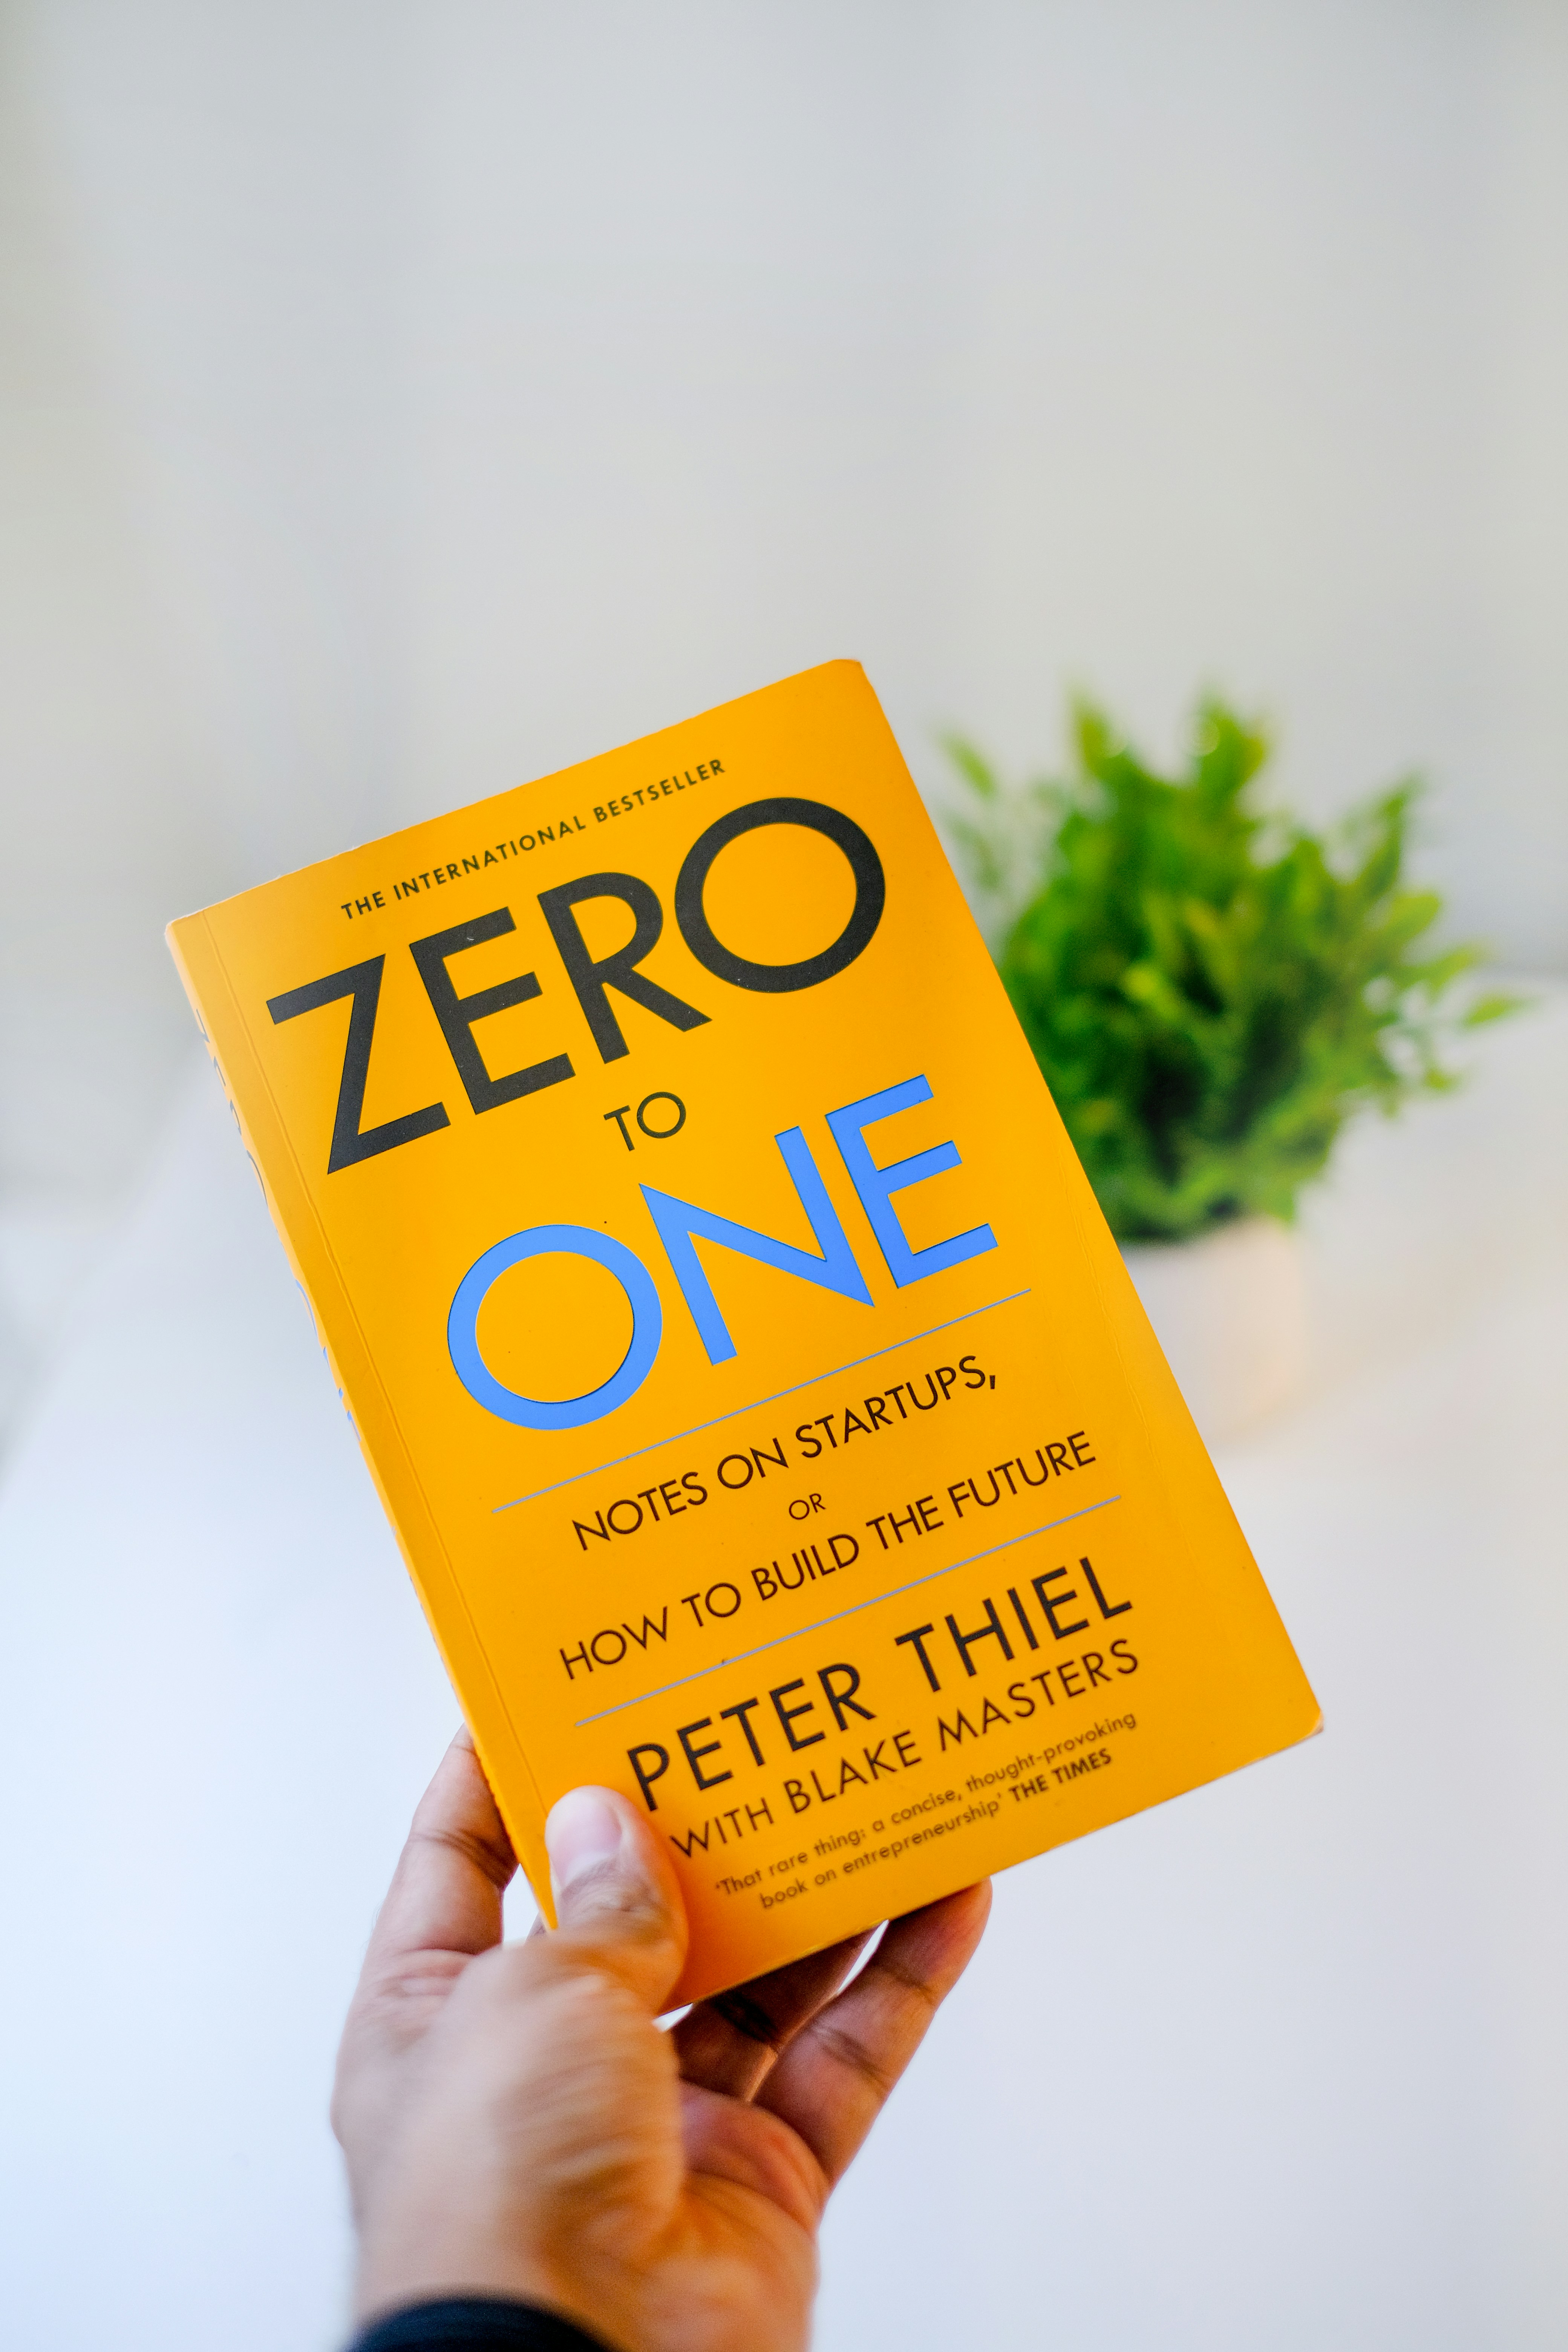 THE INTERNATIONAL BESTSELLER
ZERO
TO
ONE
NOTES ON STARTUPS,
OR
HOW TO BUILD THE FUTURE
PETER THIEL
WITH BLAKE MASTERS
'That rare thing: a concise, thought-provoking
book on entrepreneurship' THE TIMES